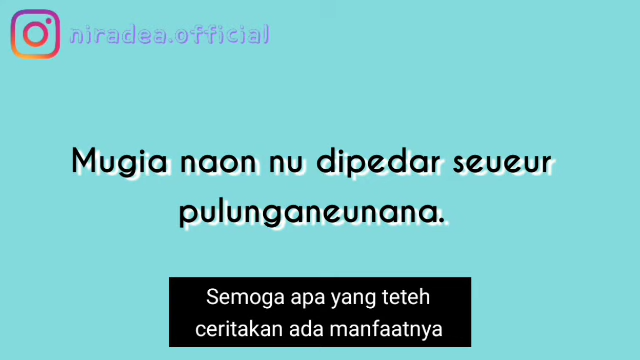 niradea.official
Mugia naon nu dipedar seueur
pulunganeunana.
Semoga apa yang teteh
ceritakan ada manfaatnya